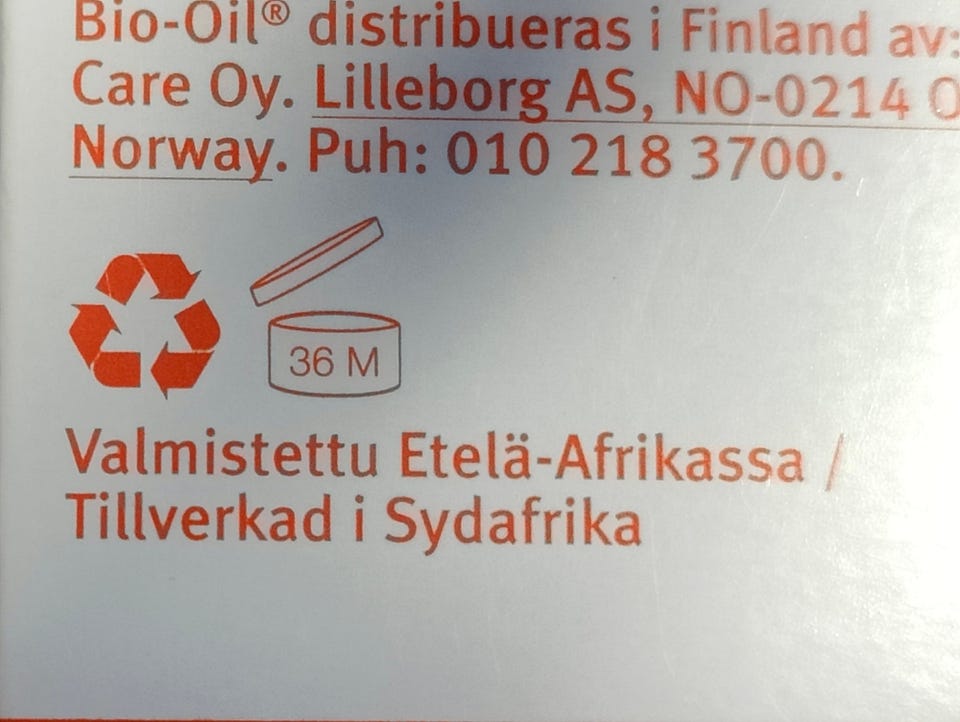 Bio-Oil® distribueras i Finland av:
Care Oy. Lilleborg AS, NO-0214
Norway. Puh: 010 218 3700.
36 M
Valmistettu Etelä-Afrikassa /
Tillverkad i Sydafrika